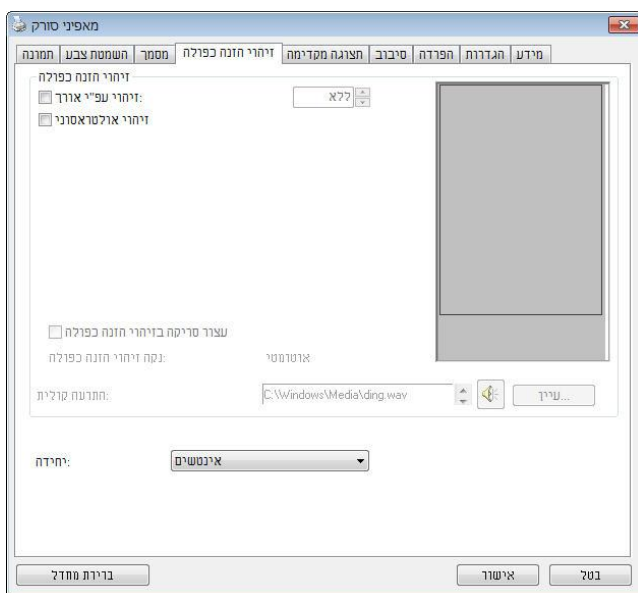 מאפיני סורק
תמונה השמטת צבע מסמך זיהוי הזנה כפולה תצוגה מקדימה סיבוב הפרדה הגדרות מידע
זיהוי הזנה כפולה
זיהוי עפ"י אורך: ללא
זיהוי אולטראסוני
עצור סריקה בזיהוי הזנה כפולה
נקה זיהוי הזנה כפולה: אוטומטי
התרעה קולית: C:\Windows\Media\ding.wav עיין...
יחידה: אינטשים
ברירת מחדל אישור בטל